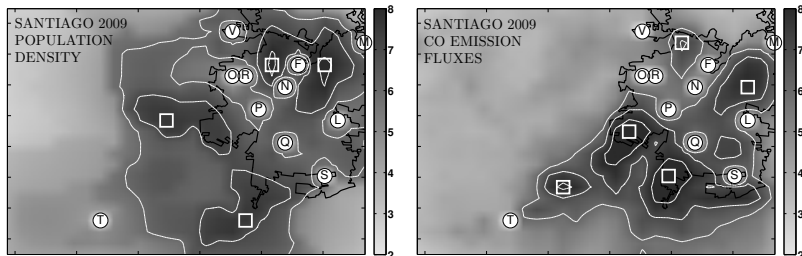 SANTIAGO 2009
POPULATION
DENSITY
V
M
O R
F
N
P
L
Q
S
T
8
7
6
5
4
3
2
SANTIAGO 2009
CO EMISSION
FLUXES
V
M
O R
F
N
P
L
Q
S
T
8
7
6
5
4
3
2